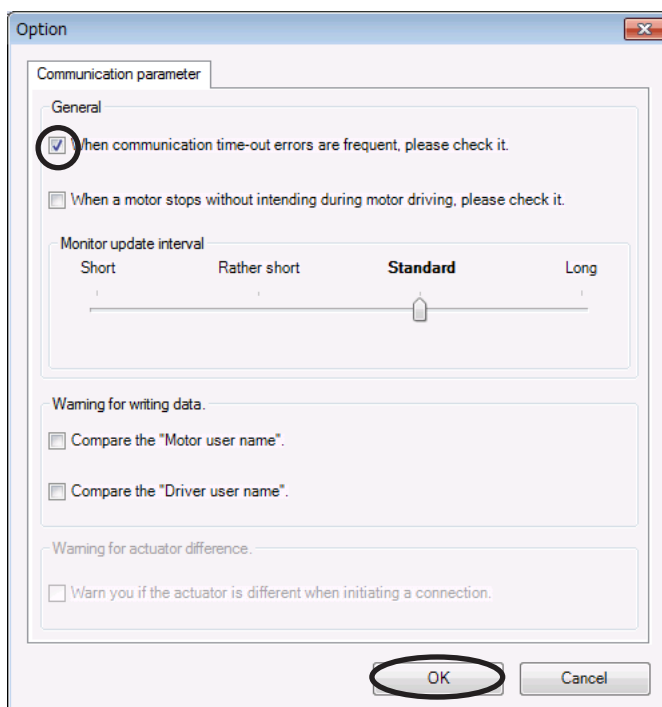 Option
Communication parameter
General
When communication time-out errors are frequent, please check it.
When a motor stops without intending during motor driving, please check it.
Monitor update interval
Short Rather short Standard Long
Warning for writing data.
Compare the "Motor user name".
Compare the "Driver user name".
Warning for actuator difference.
Warn you if the actuator is different when initiating a connection.
OK Cancel